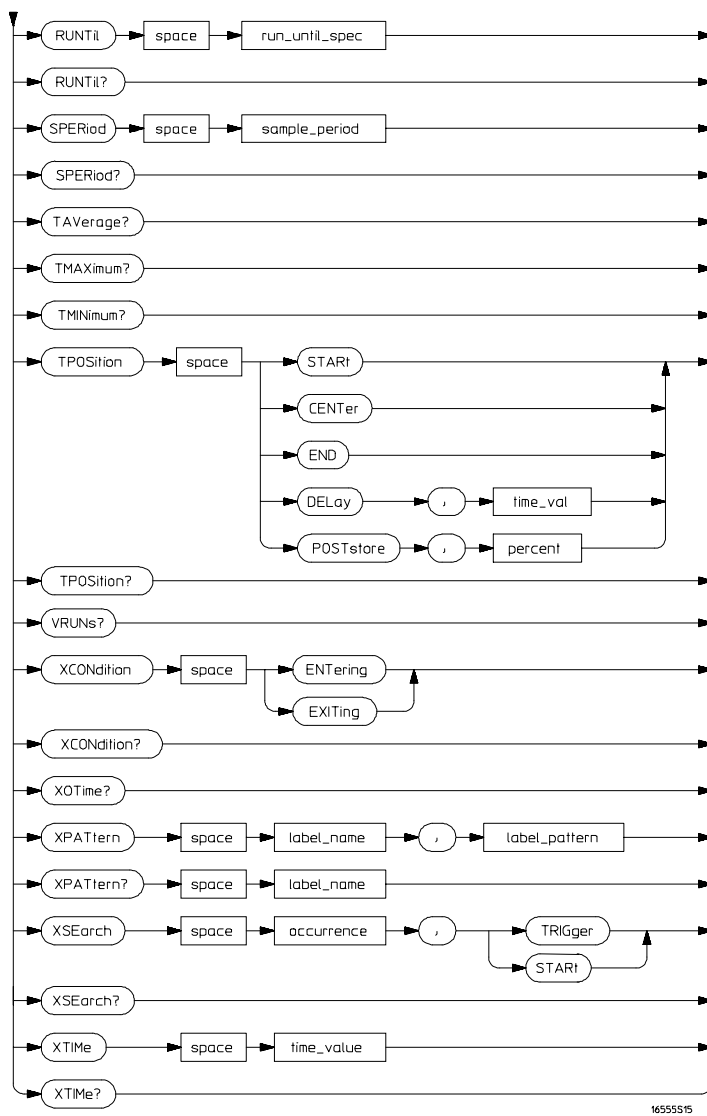 RUNTil space run_until_spec
RUNTil?
SPERiod space sample_period
SPERiod?
TAVerage?
TMAXimum?
TMINimum?
TPOSition space STARt
CENTer
END
DELay , time_val
POSTstore , percent
TPOSition?
VRUNs?
XCONdition space ENTering
EXITing
XCONdition?
XOTime?
XPATtern space label_name , label_pattern
XPATtern? space label_name
XSEarch space occurrence , TRIGger
STARt
XSEarch?
XTIMe space time_value
XTIMe?
16555S15